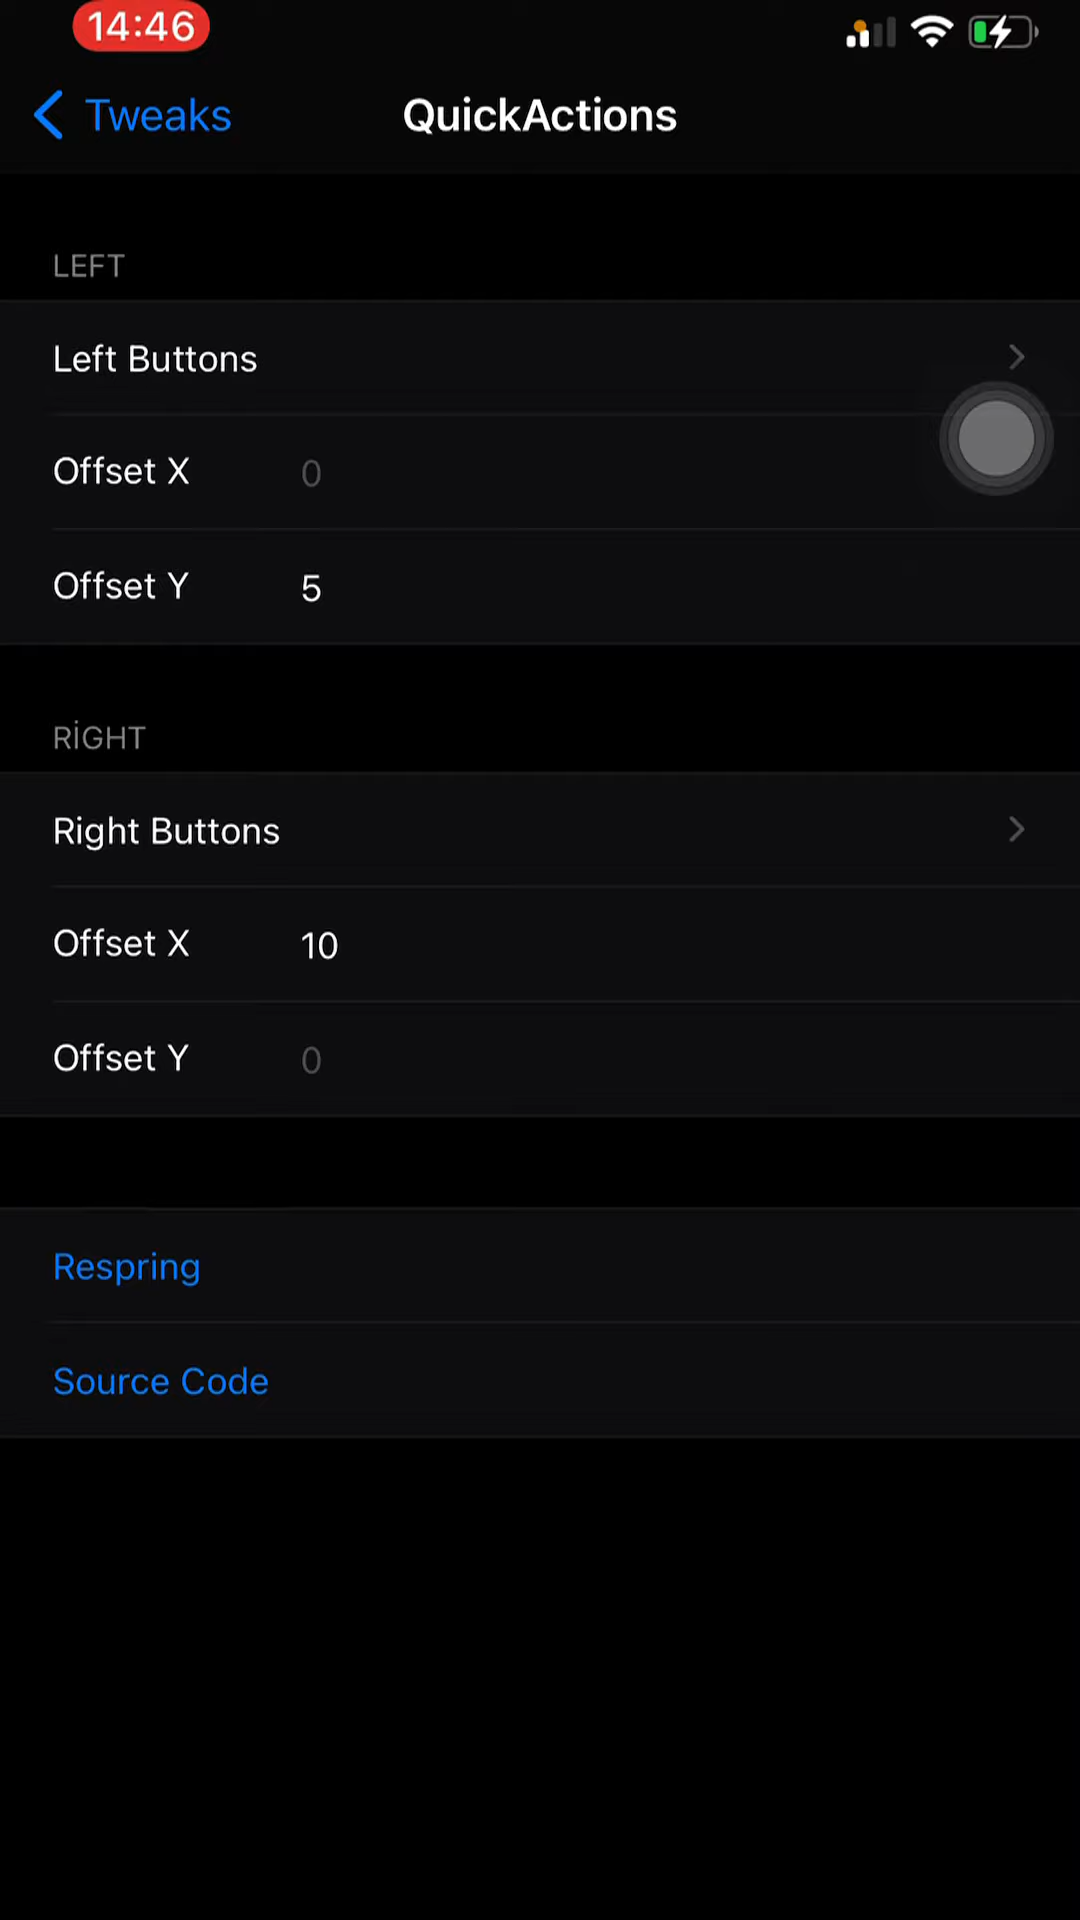 14:46
Tweaks
QuickActions
LEFT
Left Buttons
Offset X 0
Offset Y 5
RİGHT
Right Buttons
Offset X 10
Offset Y 0
Respring
Source Code